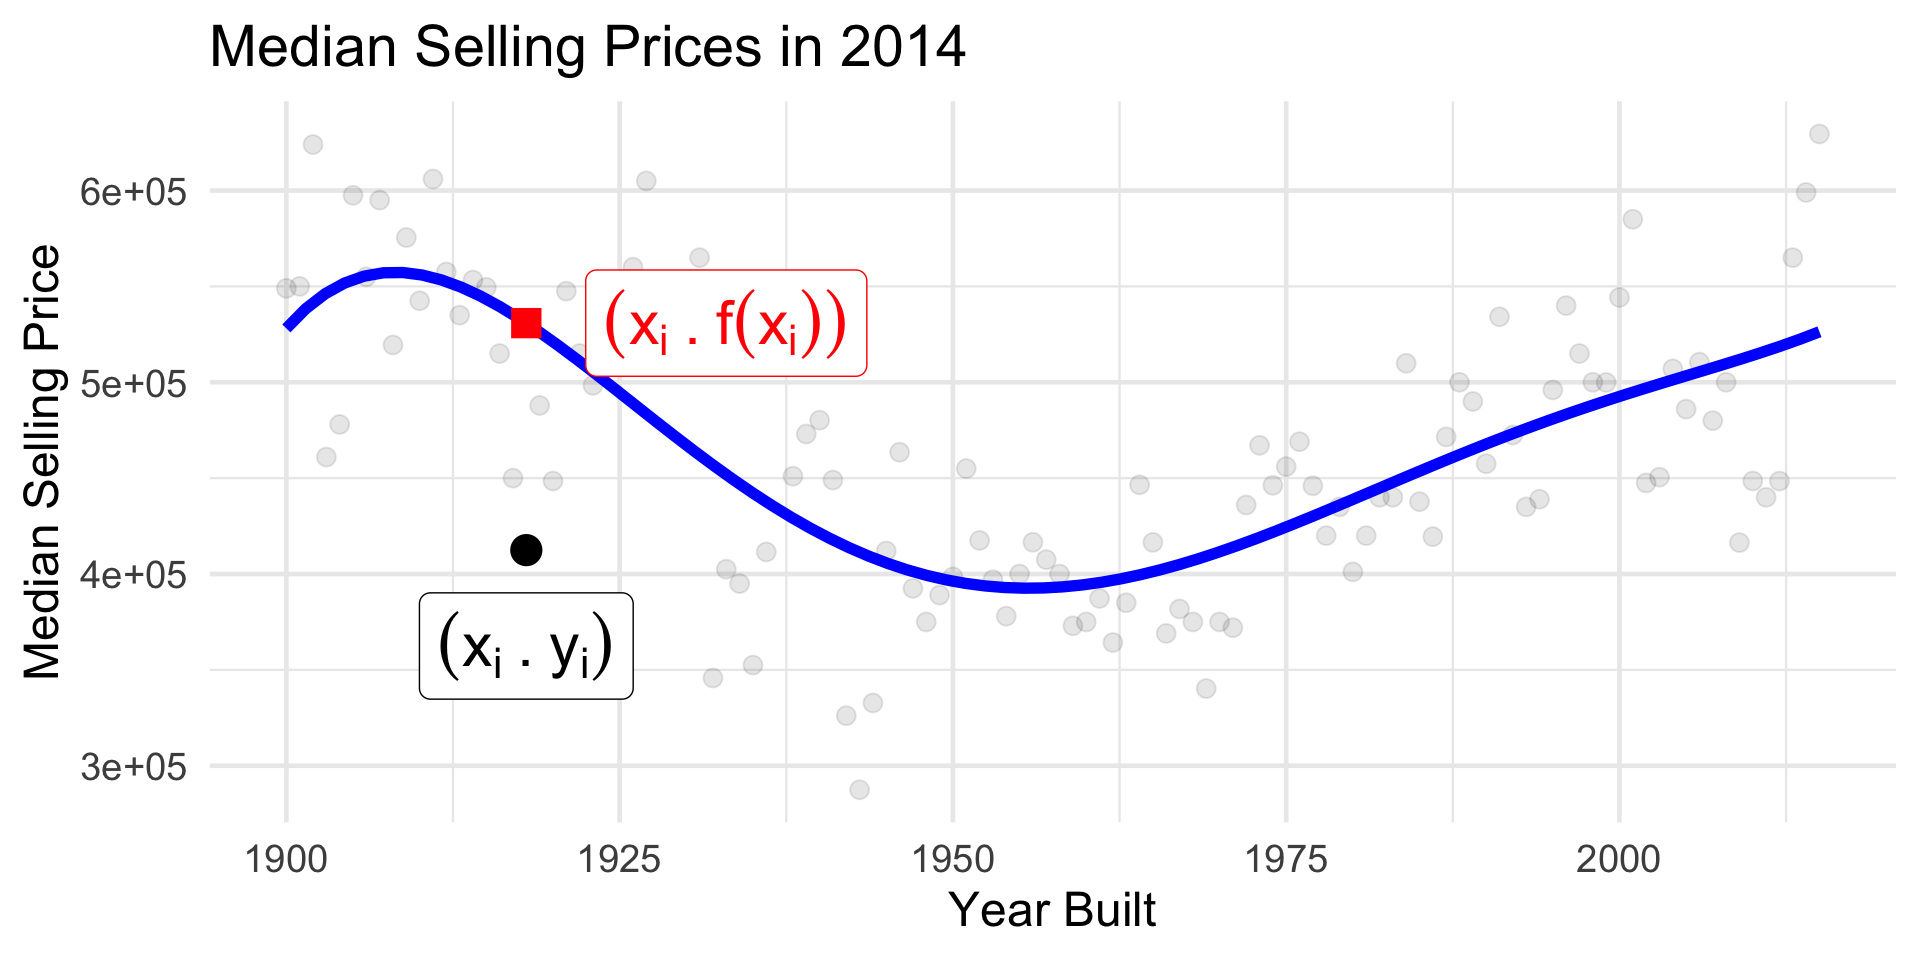 Median Selling Prices in 2014
Median Selling Price
6e+05
5e+05
4e+05
3e+05
(xᵢ . f(xᵢ))
(xᵢ . yᵢ)
1900 1925 1950 1975 2000
Year Built